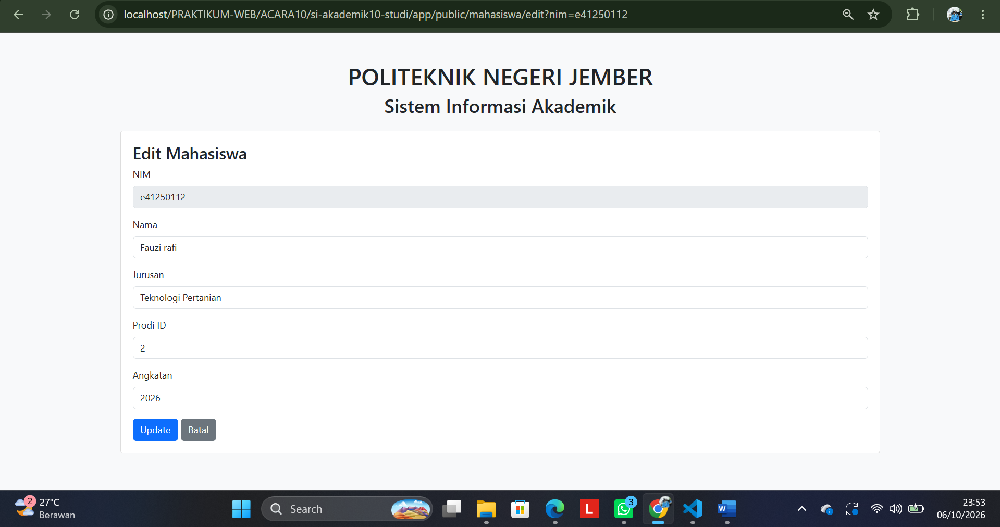 localhost/PRAKTIKUM-WEB/ACARA10/si-akademik10-studi/app/public/mahasiswa/edit?nim=e41250112
POLITEKNIK NEGERI JEMBER
Sistem Informasi Akademik
Edit Mahasiswa
NIM
e41250112
Nama
Fauzi rafi
Jurusan
Teknologi Pertanian
Prodi ID
2
Angkatan
2026
Update Batal
2
27°C
Berawan
Search
L
3
W
23:53
06/10/2026